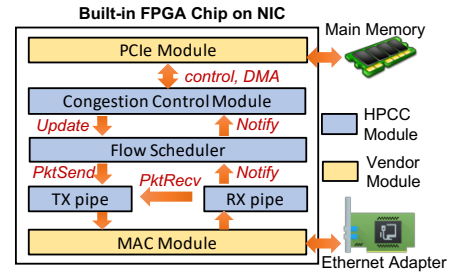 Built-in FPGA Chip on NIC
PCIe Module
Main Memory
control, DMA
Congestion Control Module
Update
Notify
HPCC
Module
Flow Scheduler
PktSend
PktRecv
Notify
Vendor
Module
TX pipe
RX pipe
MAC Module
Ethernet Adapter